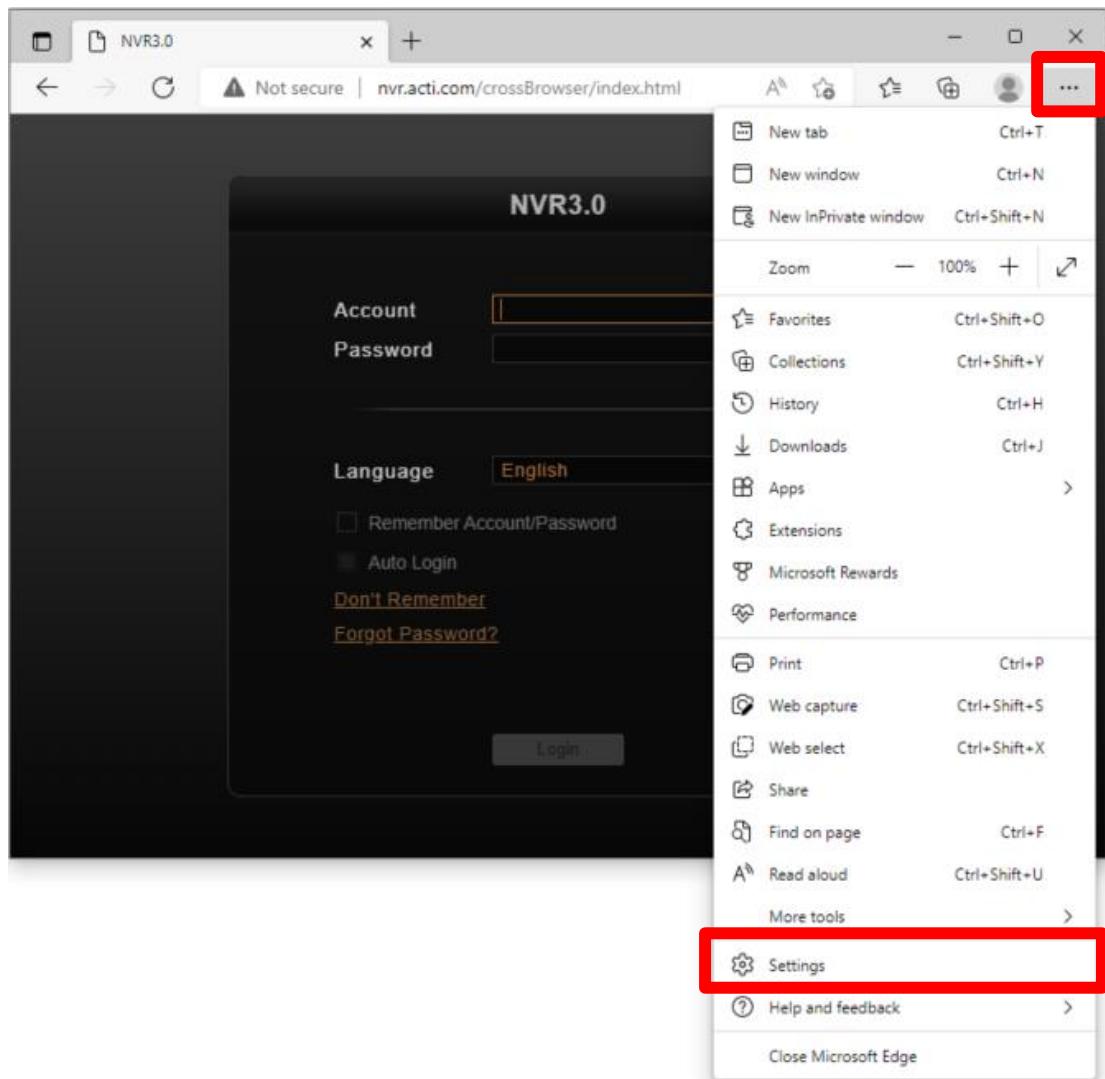 NVR3.0
Not secure | nvr.acti.com/crossBrowser/index.html
NVR3.0
Account
Password
Language English
Remember Account/Password
Auto Login
Don't Remember
Forgot Password?
Login
New tab Ctrl+T
New window Ctrl+N
New InPrivate window Ctrl+Shift+N
Zoom — 100% +
Favorites Ctrl+Shift+O
Collections Ctrl+Shift+Y
History Ctrl+H
Downloads Ctrl+J
Apps
Extensions
Microsoft Rewards
Performance
Print Ctrl+P
Web capture Ctrl+Shift+S
Web select Ctrl+Shift+X
Share
Find on page Ctrl+F
Read aloud Ctrl+Shift+U
More tools
Settings
Help and feedback
Close Microsoft Edge